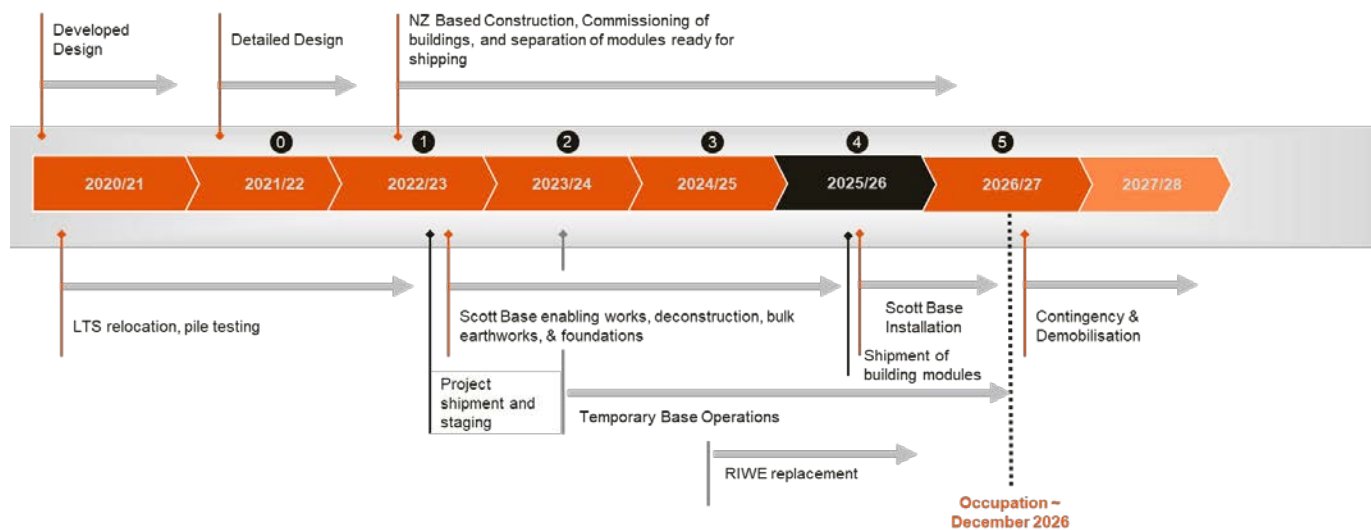 Developed
Design
Detailed Design
NZ Based Construction, Commissioning of
buildings, and separation of modules ready for
shipping
0
1
2
3
4
5
2020/21
2021/22
2022/23
2023/24
2024/25
2025/26
2026/27
2027/28
LTS relocation, pile testing
Scott Base enabling works, deconstruction, bulk
earthworks, & foundations
Scott Base
Installation
Contingency &
Demobilisation
Shipment of
building modules
Project
shipment and
staging
Temporary Base Operations
RIWE replacement
Occupation ~
December 2026